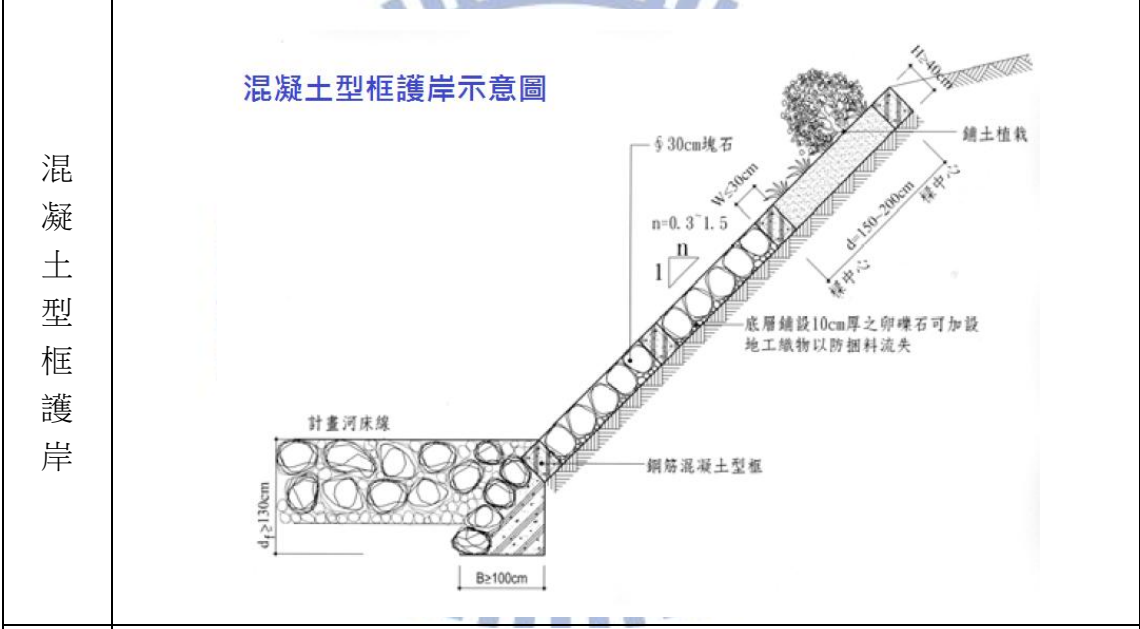 混凝土型框護岸
混凝土型框護岸示意圖
H≥40cm
∮30cm塊石
鋪土植栽
W≤30cm
n=0.3~1.5
n
1
d=150~200cm
樑中心
樑中心
底層鋪設10cm厚之卵礫石可加設
地工織物以防捆料流失
計畫河床線
鋼筋混凝土型框
df≥130cm
B≥100cm